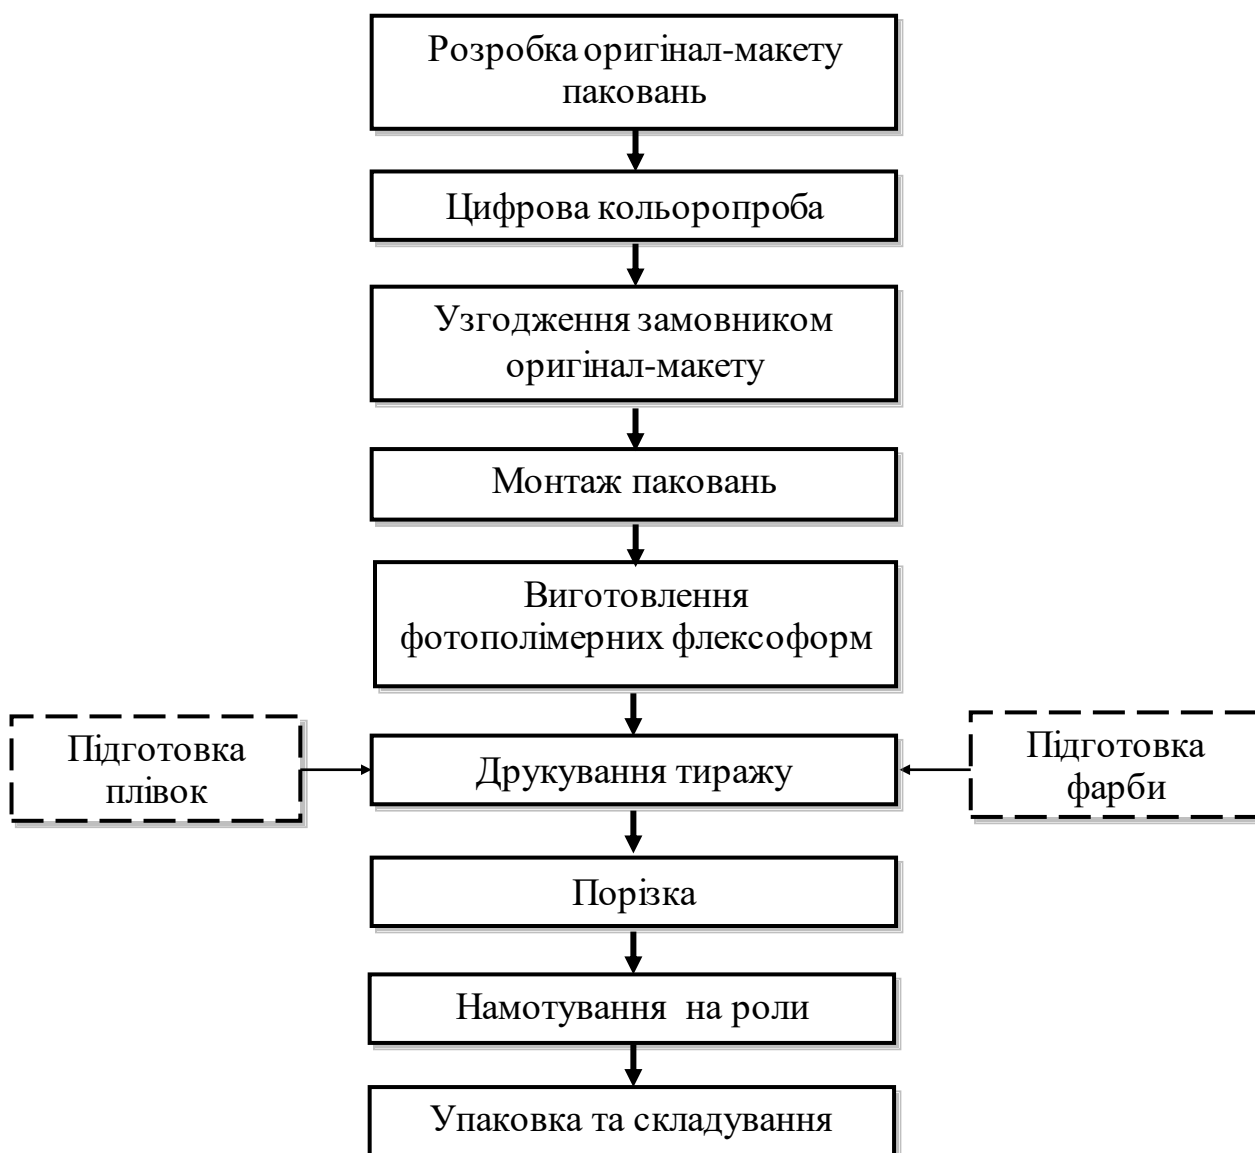 Розробка оригінал-макету
паковань
Цифрова кольоропроба
Узгодження замовником
оригінал-макету
Монтаж паковань
Виготовлення
фотополімерних флексоформ
Підготовка
плівок
Друкування тиражу
Підготовка
фарби
Порізка
Намотування на роли
Упаковка та складування